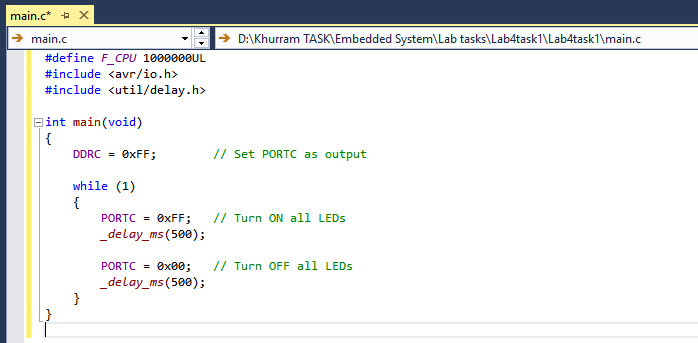 main.c*
main.c
D:\Khurram TASK\Embedded System\Lab tasks\Lab4task1\Lab4task1\main.c
#define F_CPU 1000000UL
#include <avr/io.h>
#include <util/delay.h>

int main(void)
{
    DDRC = 0xFF;        // Set PORTC as output

    while (1)
    {
        PORTC = 0xFF;   // Turn ON all LEDs
        _delay_ms(500);

        PORTC = 0x00;   // Turn OFF all LEDs
        _delay_ms(500);
    }
}